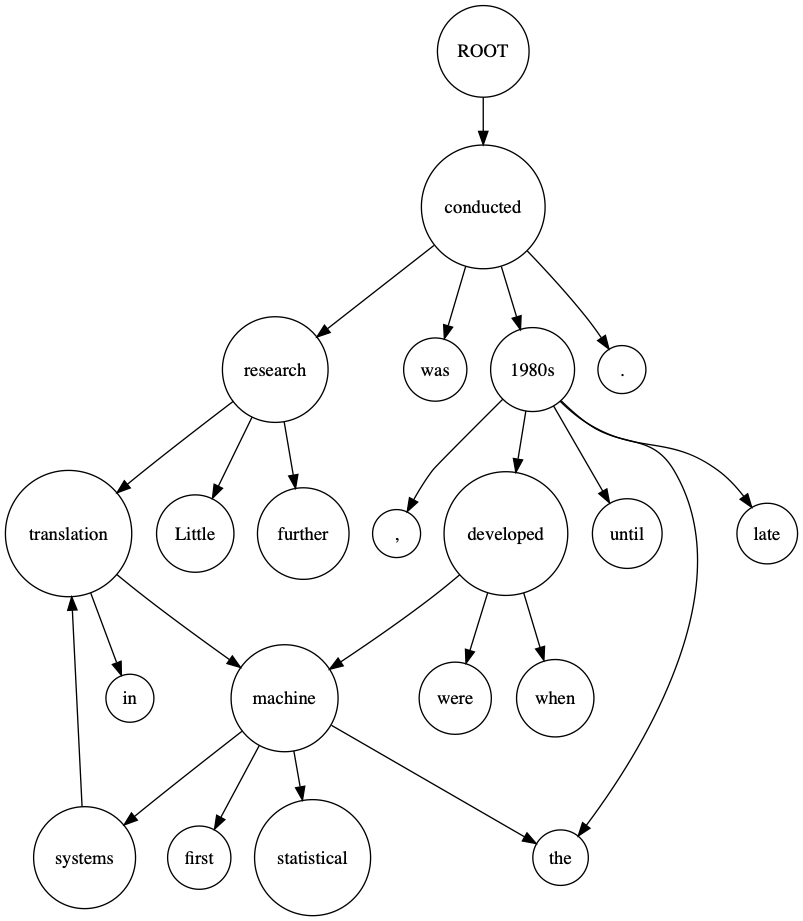 ROOT
conducted
research
was
1980s
.
translation
Little
further
,
developed
until
late
in
machine
were
when
systems
first
statistical
the